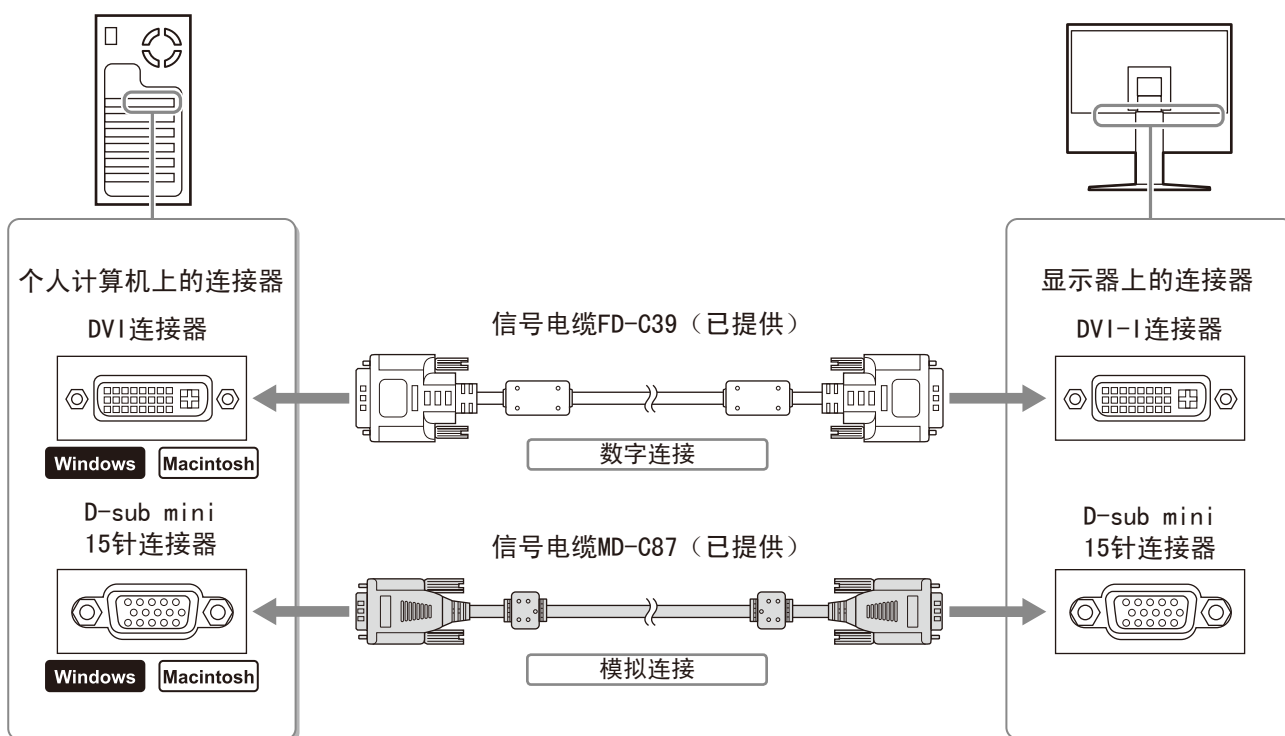 个人计算机上的连接器
DVI连接器
Windows Macintosh
D-sub mini
15针连接器
Windows Macintosh
信号电缆FD-C39（已提供）
数字连接
信号电缆MD-C87（已提供）
模拟连接
显示器上的连接器
DVI-I连接器
D-sub mini
15针连接器